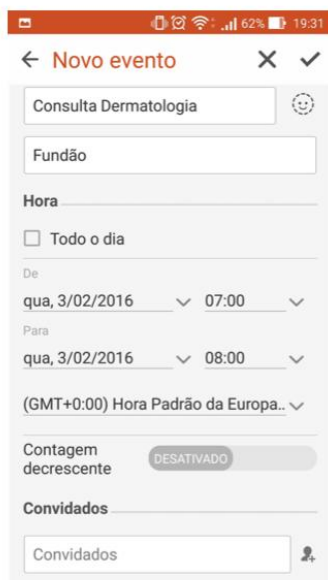 62% 19:31
Novo evento
Consulta Dermatologia
Fundão
Hora
Todo o dia
De
qua, 3/02/2016 07:00
Para
qua, 3/02/2016 08:00
(GMT+0:00) Hora Padrão da Europa..
Contagem
decrescente
DESATIVADO
Convidados
Convidados